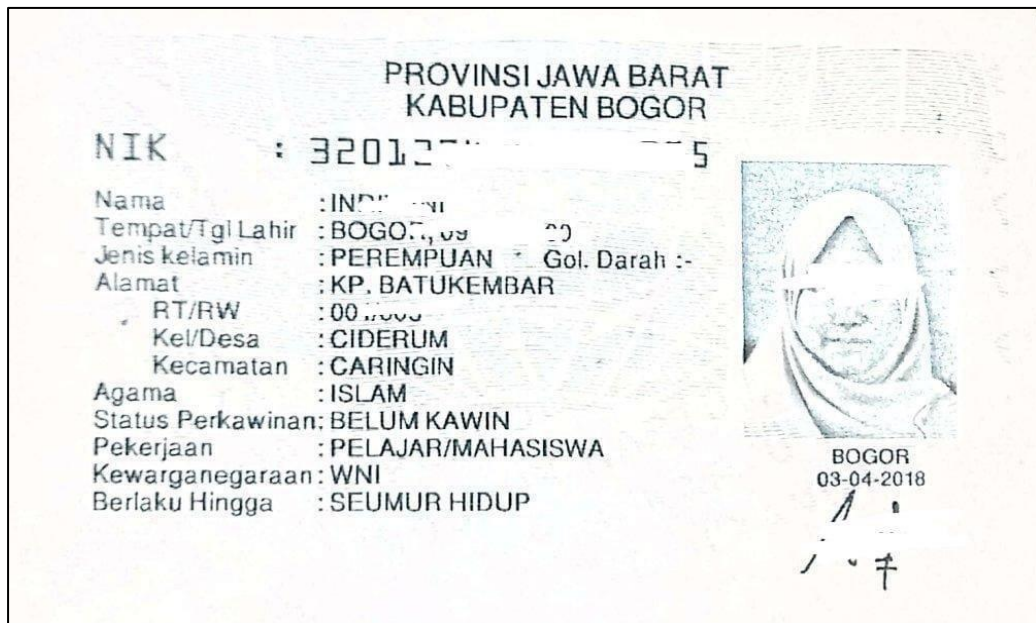 PROVINSI JAWA BARAT
KABUPATEN BOGOR
NIK :
Nama :
Tempat/Tgl Lahir :
Jenis kelamin : PEREMPUAN Gol. Darah :-
Alamat : KP. BATUKEMBAR
RT/RW :
Kel/Desa : CIDERUM
Kecamatan : CARINGIN
Agama : ISLAM
Status Perkawinan: BELUM KAWIN
Pekerjaan : PELAJAR/MAHASISWA
Kewarganegaraan: WNI
Berlaku Hingga : SEUMUR HIDUP
BOGOR
03-04-2018